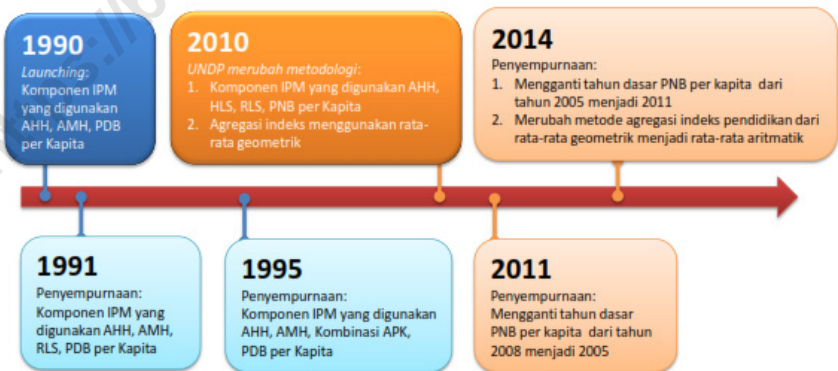 1990
Launching:
Komponen IPM
yang digunakan
AHH, AMH, PDB
per Kapita
2010
UNDP merubah metodologi:
1. Komponen IPM yang digunakan AHH,
HLS, RLS, PNB per Kapita
2. Agregasi indeks menggunakan rata-
rata geometrik
2014
Penyempurnaan:
1. Mengganti tahun dasar PNB per kapita dari
tahun 2005 menjadi 2011
2. Merubah metode agregasi indeks pendidikan dari
rata-rata geometrik menjadi rata-rata aritmatik
1991
Penyempurnaan:
Komponen IPM yang
digunakan AHH, AMH,
RLS, PDB per Kapita
1995
Penyempurnaan:
Komponen IPM yang digunakan
AHH, AMH, Kombinasi APK,
PDB per Kapita
2011
Penyempurnaan:
Mengganti tahun dasar
PNB per kapita dari tahun
2008 menjadi 2005